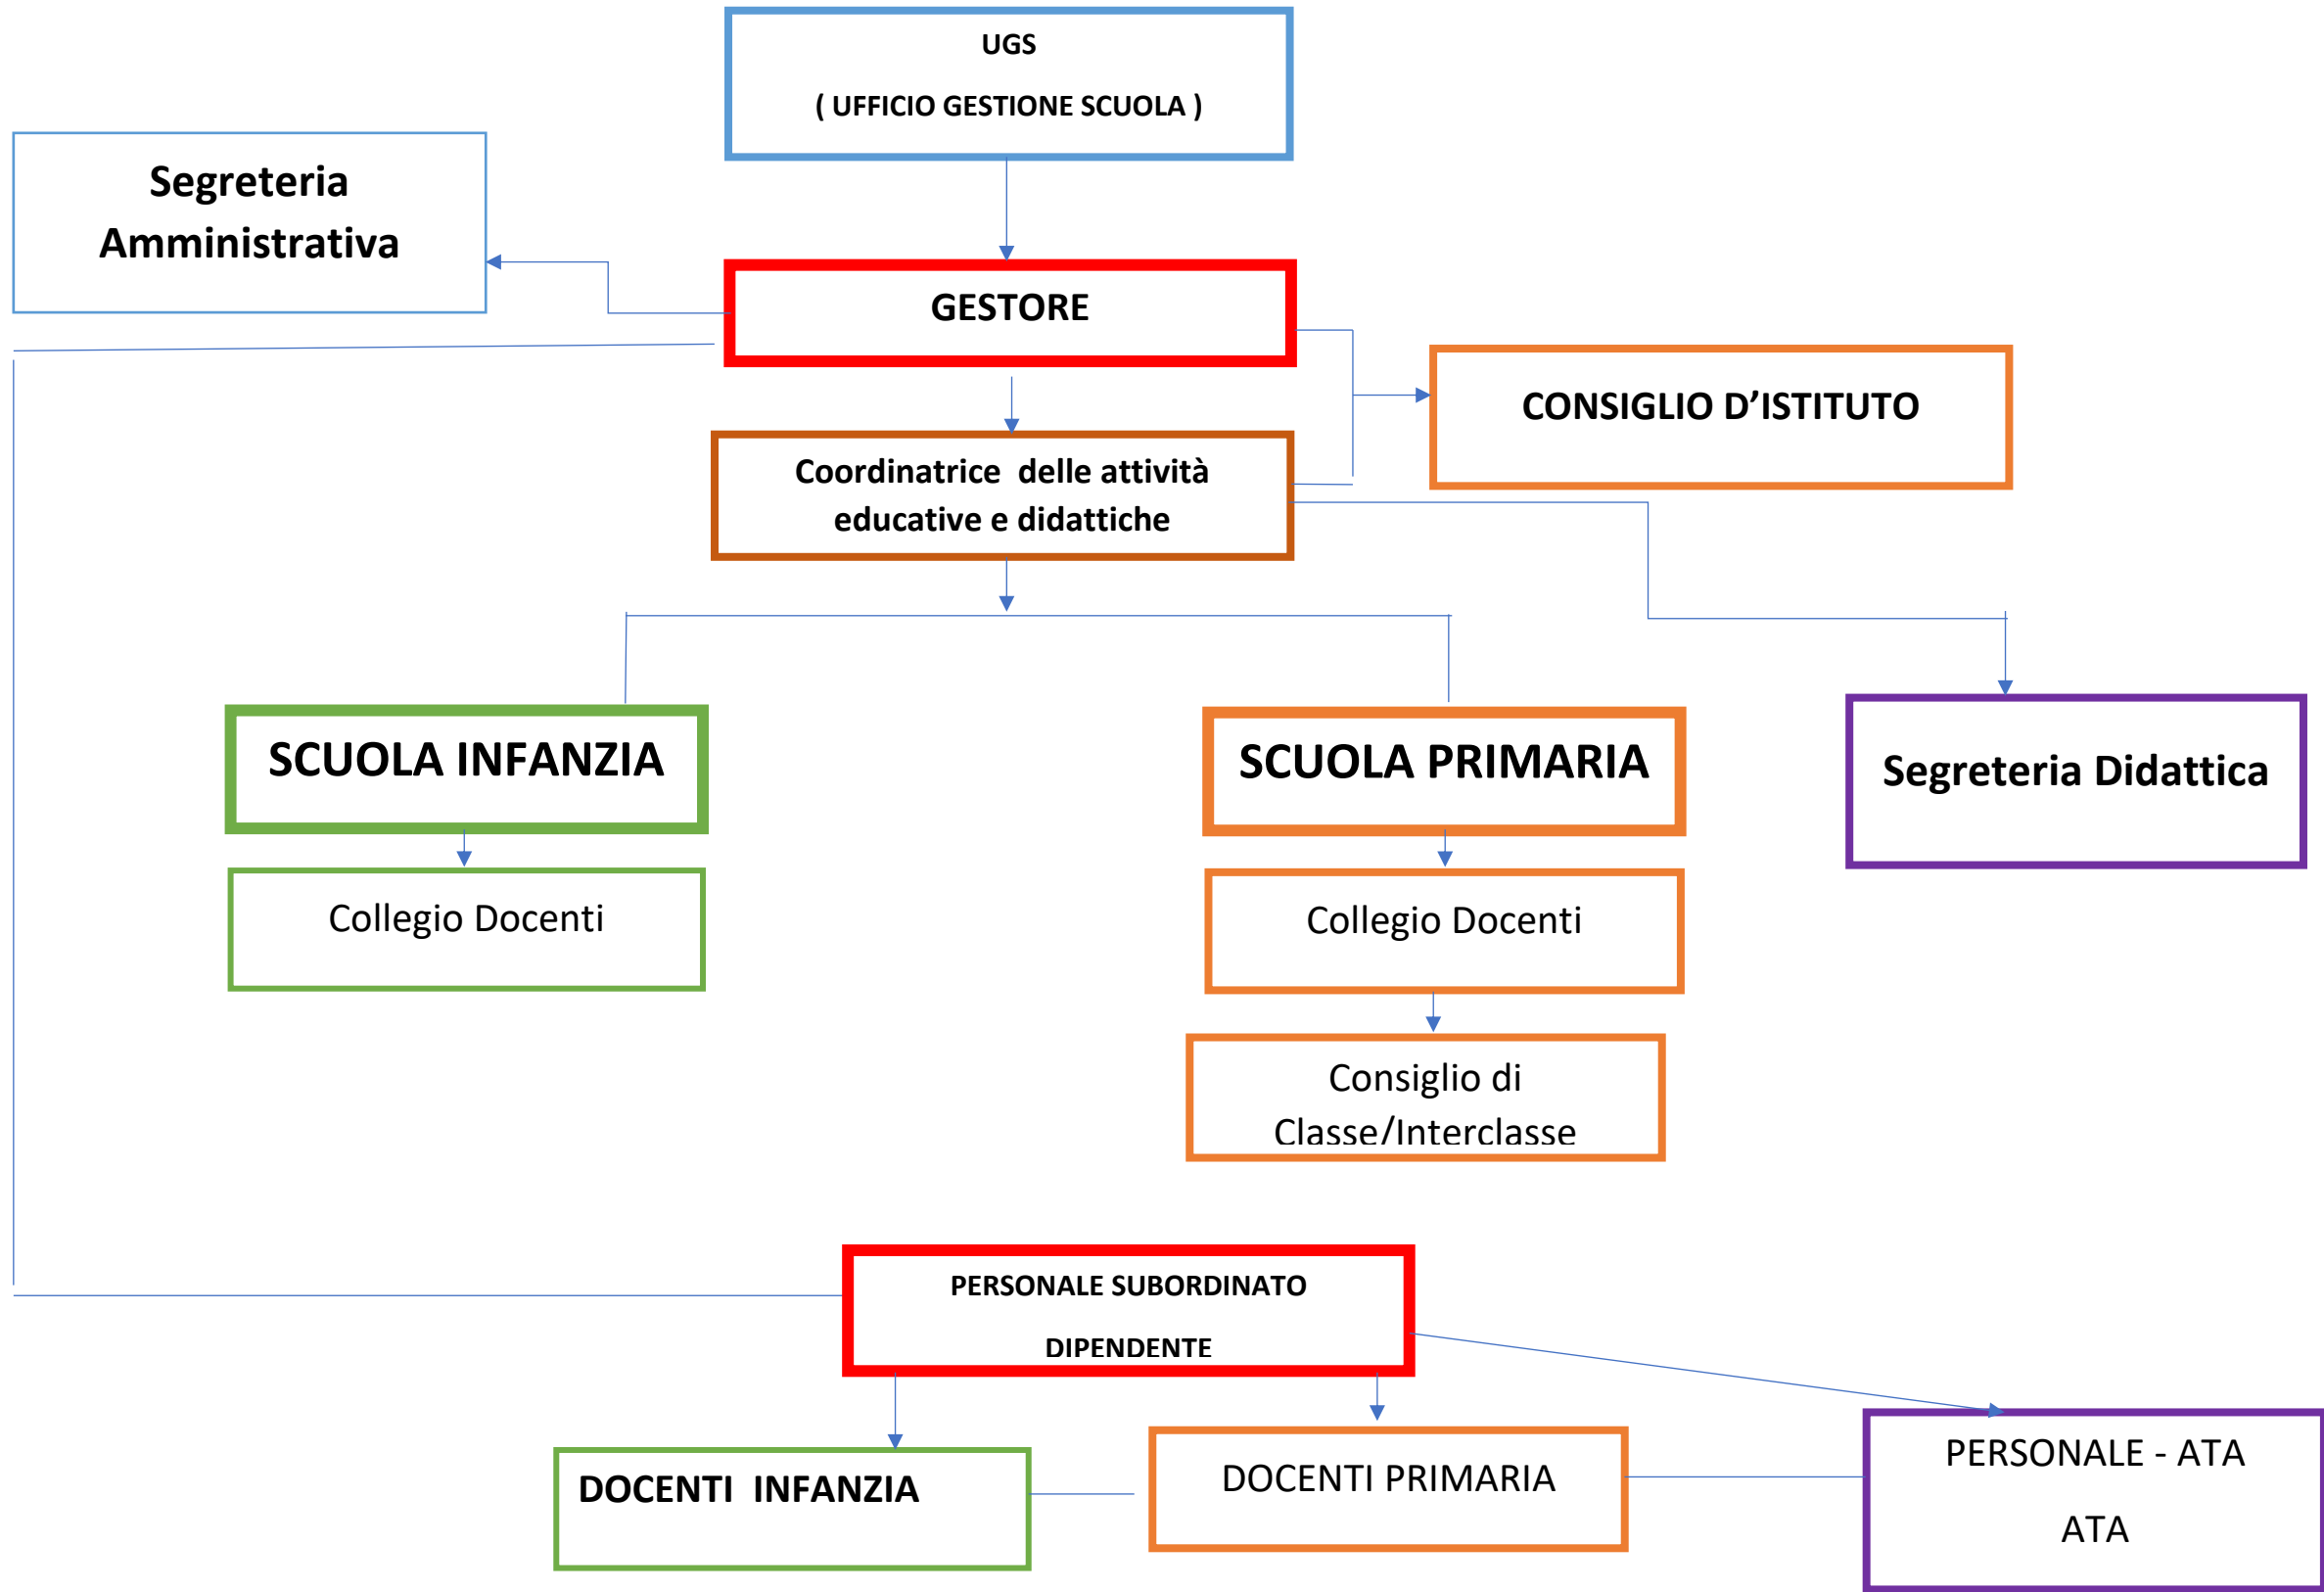 UGS
( UFFICIO GESTIONE SCUOLA )
Segreteria
Amministrativa
GESTORE
CONSIGLIO D’ISTITUTO
Coordinatrice  delle attività
educative e didattiche
SCUOLA INFANZIA
SCUOLA PRIMARIA
Segreteria Didattica
Collegio Docenti
Collegio Docenti
Consiglio di
Classe/Interclasse
PERSONALE SUBORDINATO
DIPENDENTE
DOCENTI  INFANZIA
DOCENTI PRIMARIA
PERSONALE - ATA
ATA